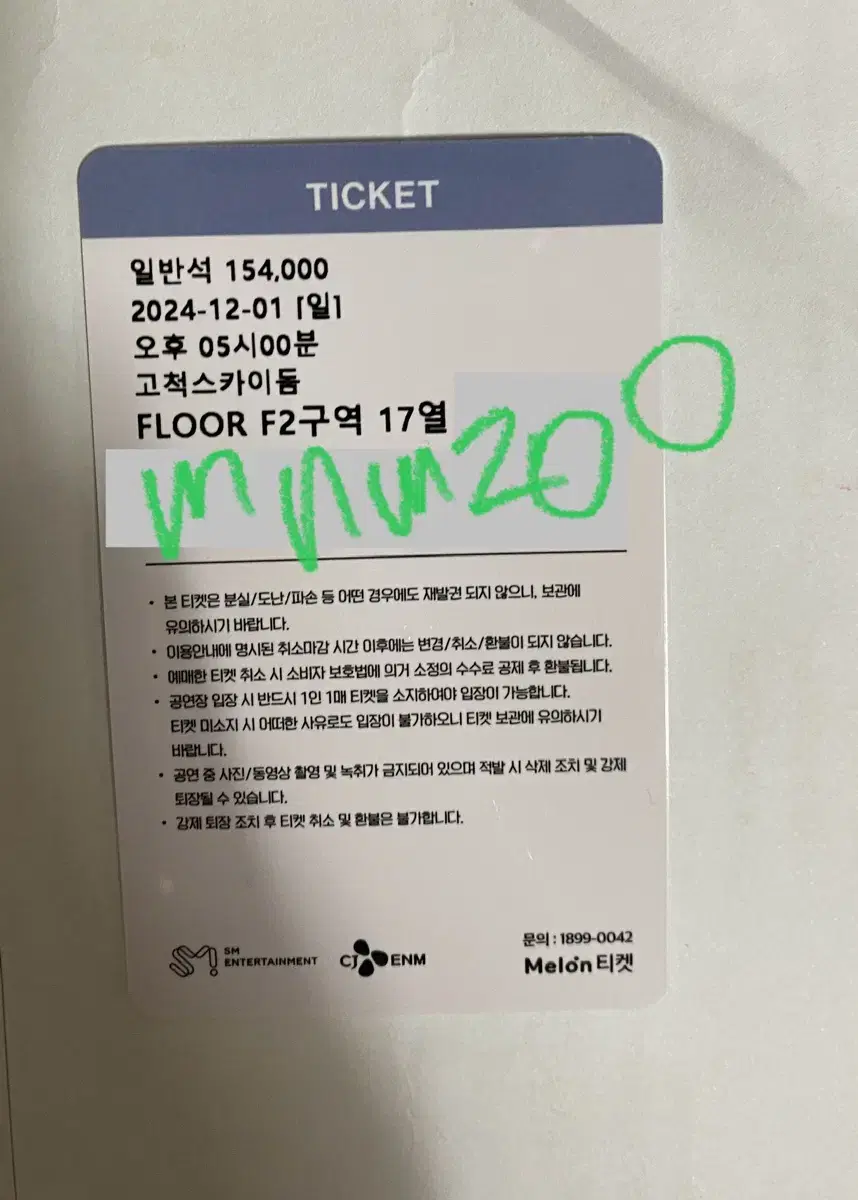 TICKET
일반석 154,000
2024-12-01 [일]
오후 05시00분
고척스카이돔
FLOOR F2구역 17열
mnm20
• 본 티켓은 분실/도난/파손 등 어떤 경우에도 재발권 되지 않으니, 보관에
유의하시기 바랍니다.
• 이용안내에 명시된 취소마감 시간 이후에는 변경/취소/환불이 되지 않습니다.
• 예매한 티켓 취소 시 소비자 보호법에 의거 소정의 수수료 공제 후 환불됩니다.
• 공연장 입장 시 반드시 1인 1매 티켓을 소지하여야 입장이 가능합니다.
티켓 미소지 시 어떠한 사유로도 입장이 불가하오니 티켓 보관에 유의하시기
바랍니다.
• 공연 중 사진/동영상 촬영 및 녹취가 금지되어 있으며 적발 시 삭제 조치 및 강제
퇴장될 수 있습니다.
• 강제 퇴장 조치 후 티켓 취소 및 환불은 불가합니다.
문의 : 1899-0042
SM! SM
ENTERTAINMENT CJ ENM Melon티켓